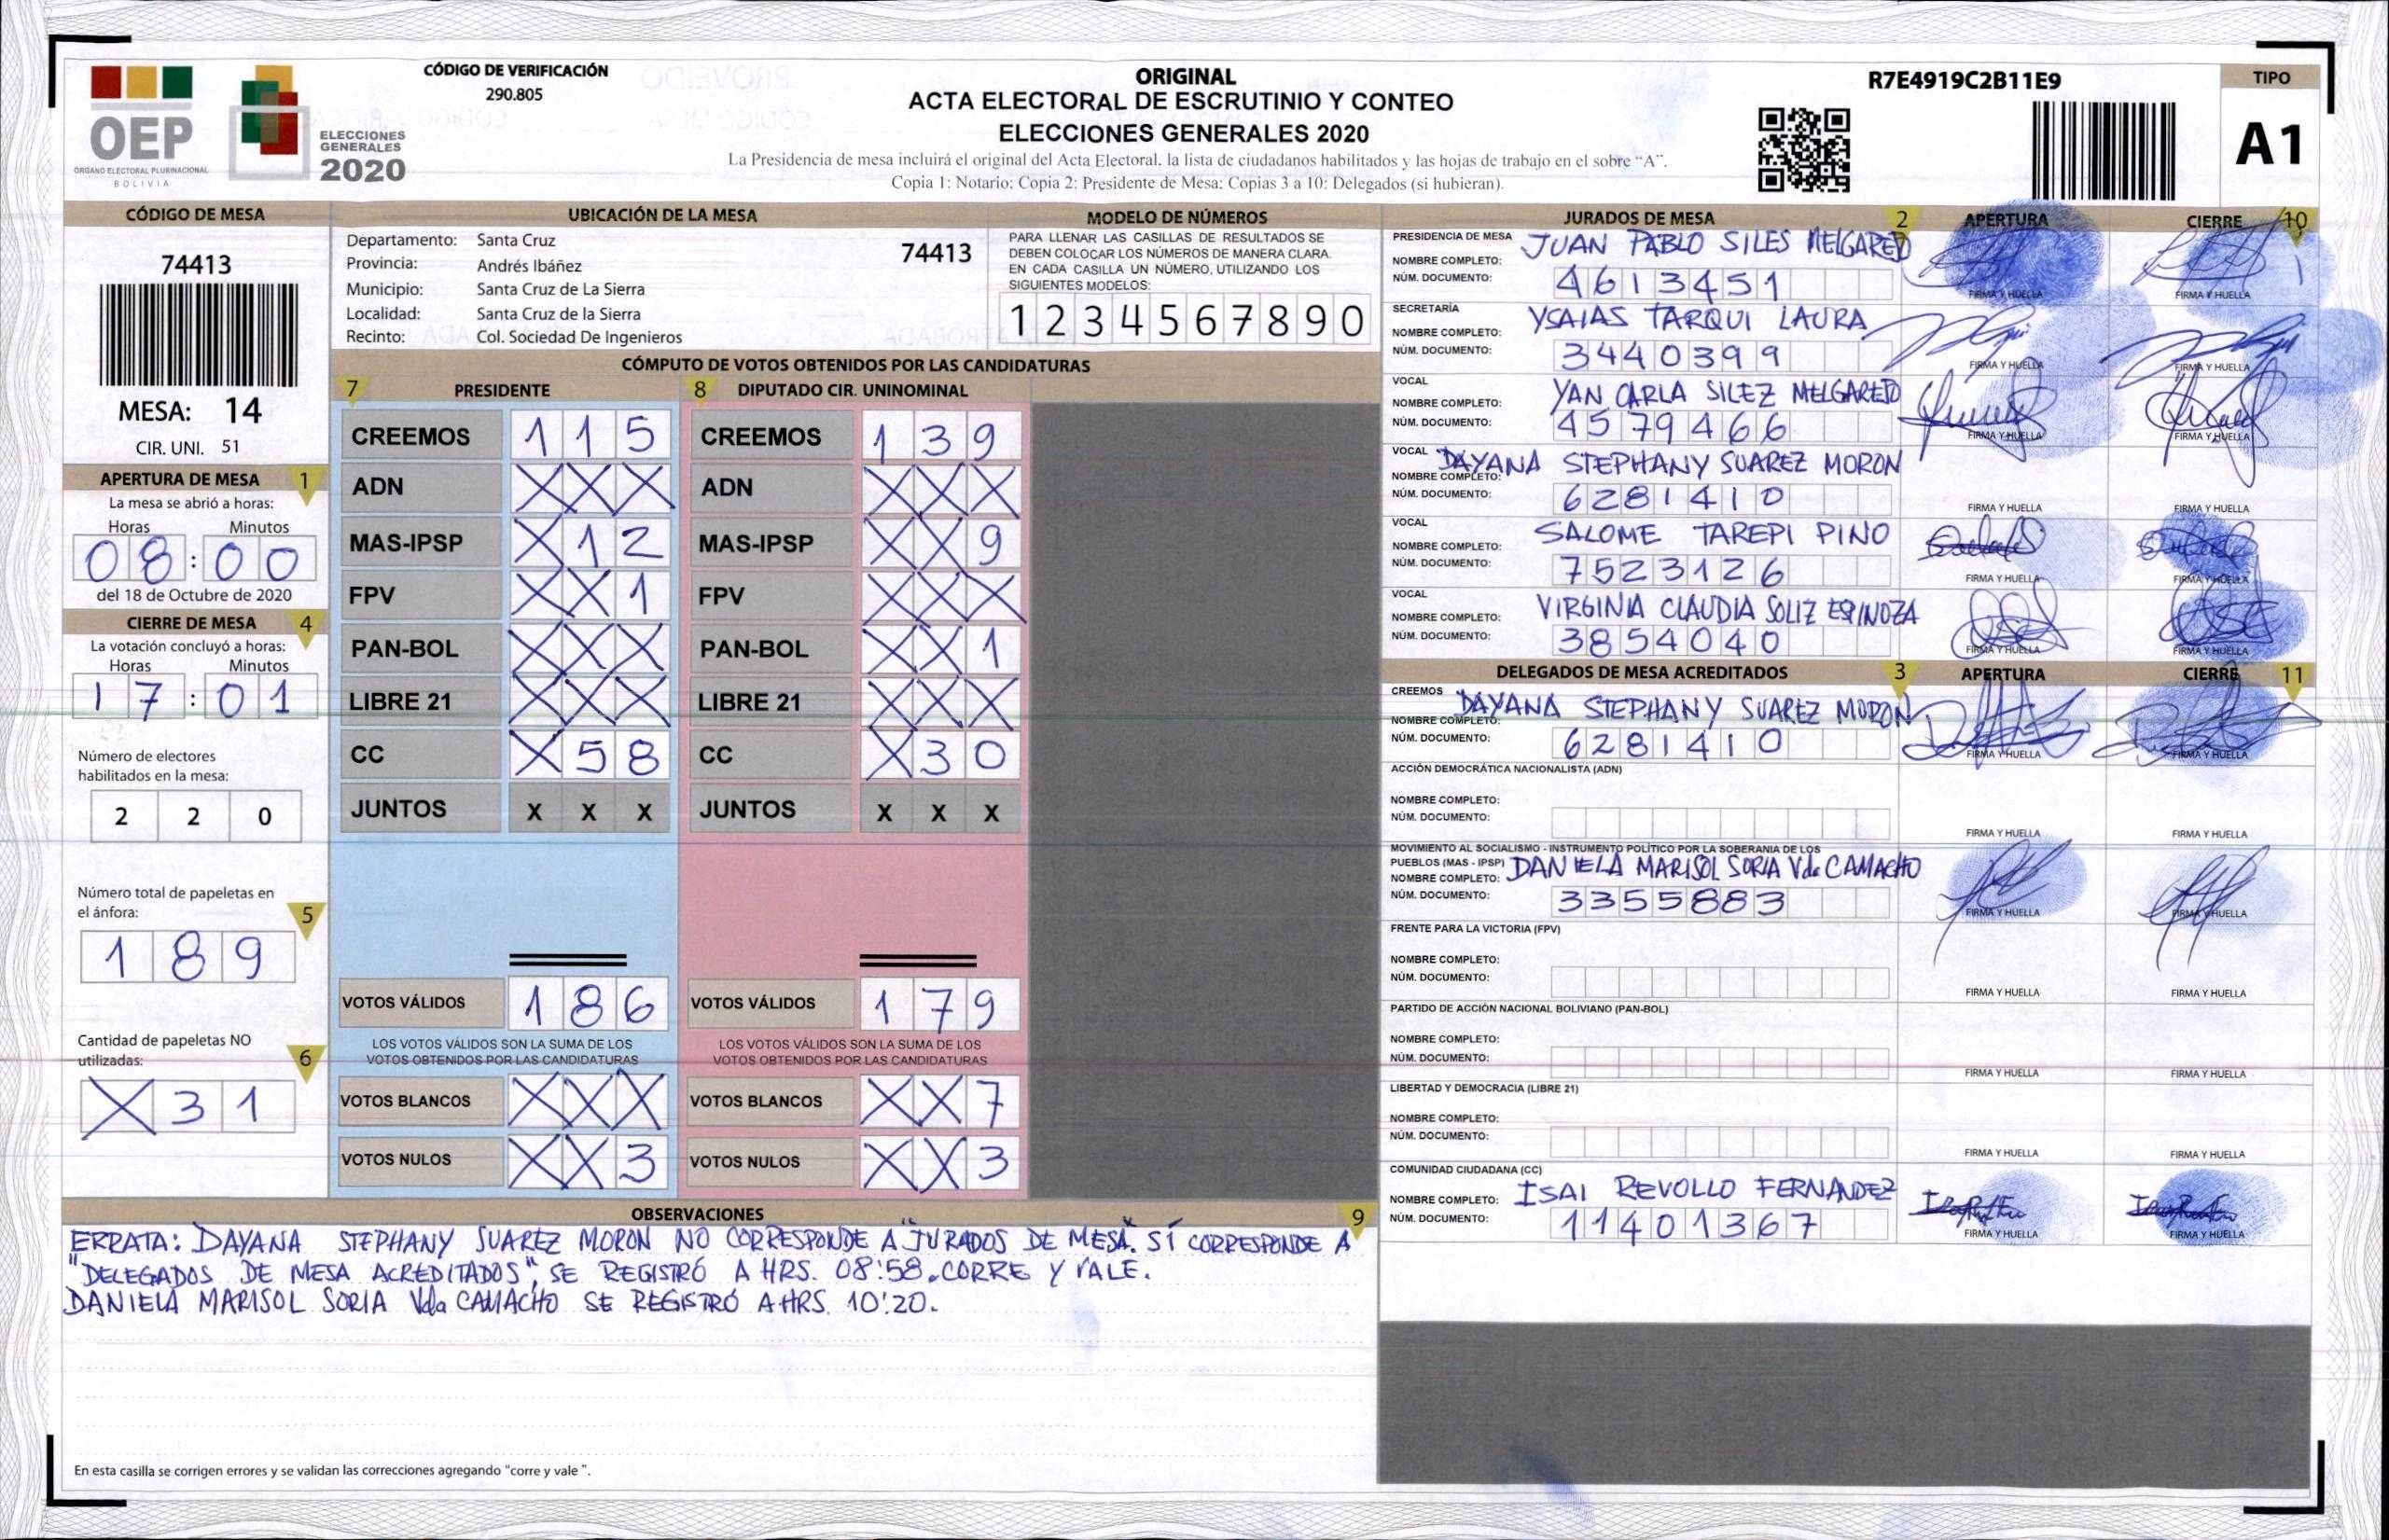 CÓDIGO DE VERIFICACIÓN
290.805
OEP
ÓRGANO ELECTORAL PLURINACIONAL
BOLIVIA
ELECCIONES
GENERALES
2020
ORIGINAL
ACTA ELECTORAL DE ESCRUTINIO Y CONTEO
ELECCIONES GENERALES 2020
La Presidencia de mesa incluirá el original del Acta Electoral, la lista de ciudadanos habilitados y las hojas de trabajo en el sobre "A".
Copia 1: Notario; Copia 2: Presidente de Mesa; Copias 3 a 10: Delegados (si hubieran).
R7E4919C2B11E9
TIPO
A1
CÓDIGO DE MESA
74413
MESA: 14
CIR. UNI. 51
APERTURA DE MESA 1
La mesa se abrió a horas:
Horas Minutos
08:00
del 18 de Octubre de 2020
CIERRE DE MESA 4
La votación concluyó a horas:
Horas Minutos
17:01
Número de electores
habilitados en la mesa:
2 2 0
Número total de papeletas en
el ánfora: 5
1 8 9
Cantidad de papeletas NO
utilizadas: 6
X 3 1
UBICACIÓN DE LA MESA
Departamento: Santa Cruz 74413
Provincia: Andrés Ibáñez
Municipio: Santa Cruz de La Sierra
Localidad: Santa Cruz de la Sierra
Recinto: Col. Sociedad De Ingenieros
MODELO DE NÚMEROS
PARA LLENAR LAS CASILLAS DE RESULTADOS SE
DEBEN COLOCAR LOS NÚMEROS DE MANERA CLARA.
EN CADA CASILLA UN NÚMERO, UTILIZANDO LOS
SIGUIENTES MODELOS:
1 2 3 4 5 6 7 8 9 0
CÓMPUTO DE VOTOS OBTENIDOS POR LAS CANDIDATURAS
7 PRESIDENTE
CREEMOS 1 1 5
ADN X X X
MAS-IPSP X 1 2
FPV X X 1
PAN-BOL X X X
LIBRE 21 X X X
CC X 5 8
JUNTOS X X X
VOTOS VÁLIDOS 1 8 6
LOS VOTOS VÁLIDOS SON LA SUMA DE LOS
VOTOS OBTENIDOS POR LAS CANDIDATURAS
VOTOS BLANCOS X X X
VOTOS NULOS X X 3
8 DIPUTADO CIR. UNINOMINAL
CREEMOS 1 3 9
ADN X X X
MAS-IPSP X X 9
FPV X X X
PAN-BOL X X 1
LIBRE 21 X X X
CC X 3 0
JUNTOS X X X
VOTOS VÁLIDOS 1 7 9
LOS VOTOS VÁLIDOS SON LA SUMA DE LOS
VOTOS OBTENIDOS POR LAS CANDIDATURAS
VOTOS BLANCOS X X 7
VOTOS NULOS X X 3
OBSERVACIONES 9
ERRATA: DAYANA STEPHANY SUAREZ MORON NO CORRESPONDE A "JURADOS DE MESA". SÍ CORRESPONDE A
"DELEGADOS DE MESA ACREDITADOS", SE REGISTRÓ A HRS. 08:58. CORRE Y VALE.
DANIELA MARISOL SORIA Vda CAMACHO SE REGISTRÓ A HRS. 10:20.
En esta casilla se corrigen errores y se validan las correcciones agregando "corre y vale ".
JURADOS DE MESA 2 APERTURA CIERRE 10
PRESIDENCIA DE MESA
NOMBRE COMPLETO: JUAN PABLO SILES MELGAREJO
NÚM. DOCUMENTO: 4613451 FIRMA Y HUELLA FIRMA Y HUELLA
SECRETARÍA
NOMBRE COMPLETO: YSAIAS TARQUI LAURA
NÚM. DOCUMENTO: 3440399 FIRMA Y HUELLA FIRMA Y HUELLA
VOCAL
NOMBRE COMPLETO: YAN CARLA SILEZ MELGAREJO
NÚM. DOCUMENTO: 4579466 FIRMA Y HUELLA FIRMA Y HUELLA
VOCAL
NOMBRE COMPLETO: DAYANA STEPHANY SUAREZ MORON
NÚM. DOCUMENTO: 6281410 FIRMA Y HUELLA FIRMA Y HUELLA
VOCAL
NOMBRE COMPLETO: SALOME TAREPI PINO
NÚM. DOCUMENTO: 7523126 FIRMA Y HUELLA FIRMA Y HUELLA
VOCAL
NOMBRE COMPLETO: VIRGINIA CLAUDIA SOLIZ ESPINOZA
NÚM. DOCUMENTO: 3854040 FIRMA Y HUELLA FIRMA Y HUELLA
DELEGADOS DE MESA ACREDITADOS 3 APERTURA CIERRE 11
CREEMOS
NOMBRE COMPLETO: DAYANA STEPHANY SUAREZ MORON
NÚM. DOCUMENTO: 6281410 FIRMA Y HUELLA FIRMA Y HUELLA
ACCIÓN DEMOCRÁTICA NACIONALISTA (ADN)
NOMBRE COMPLETO:
NÚM. DOCUMENTO: FIRMA Y HUELLA FIRMA Y HUELLA
MOVIMIENTO AL SOCIALISMO - INSTRUMENTO POLÍTICO POR LA SOBERANIA DE LOS
PUEBLOS (MAS - IPSP)
NOMBRE COMPLETO: DANIELA MARISOL SORIA Vda CAMACHO
NÚM. DOCUMENTO: 3355883 FIRMA Y HUELLA FIRMA Y HUELLA
FRENTE PARA LA VICTORIA (FPV)
NOMBRE COMPLETO:
NÚM. DOCUMENTO: FIRMA Y HUELLA FIRMA Y HUELLA
PARTIDO DE ACCIÓN NACIONAL BOLIVIANO (PAN-BOL)
NOMBRE COMPLETO:
NÚM. DOCUMENTO: FIRMA Y HUELLA FIRMA Y HUELLA
LIBERTAD Y DEMOCRACIA (LIBRE 21)
NOMBRE COMPLETO:
NÚM. DOCUMENTO: FIRMA Y HUELLA FIRMA Y HUELLA
COMUNIDAD CIUDADANA (CC)
NOMBRE COMPLETO: ISAI REVOLLO FERNANDEZ
NÚM. DOCUMENTO: 11401367 FIRMA Y HUELLA FIRMA Y HUELLA